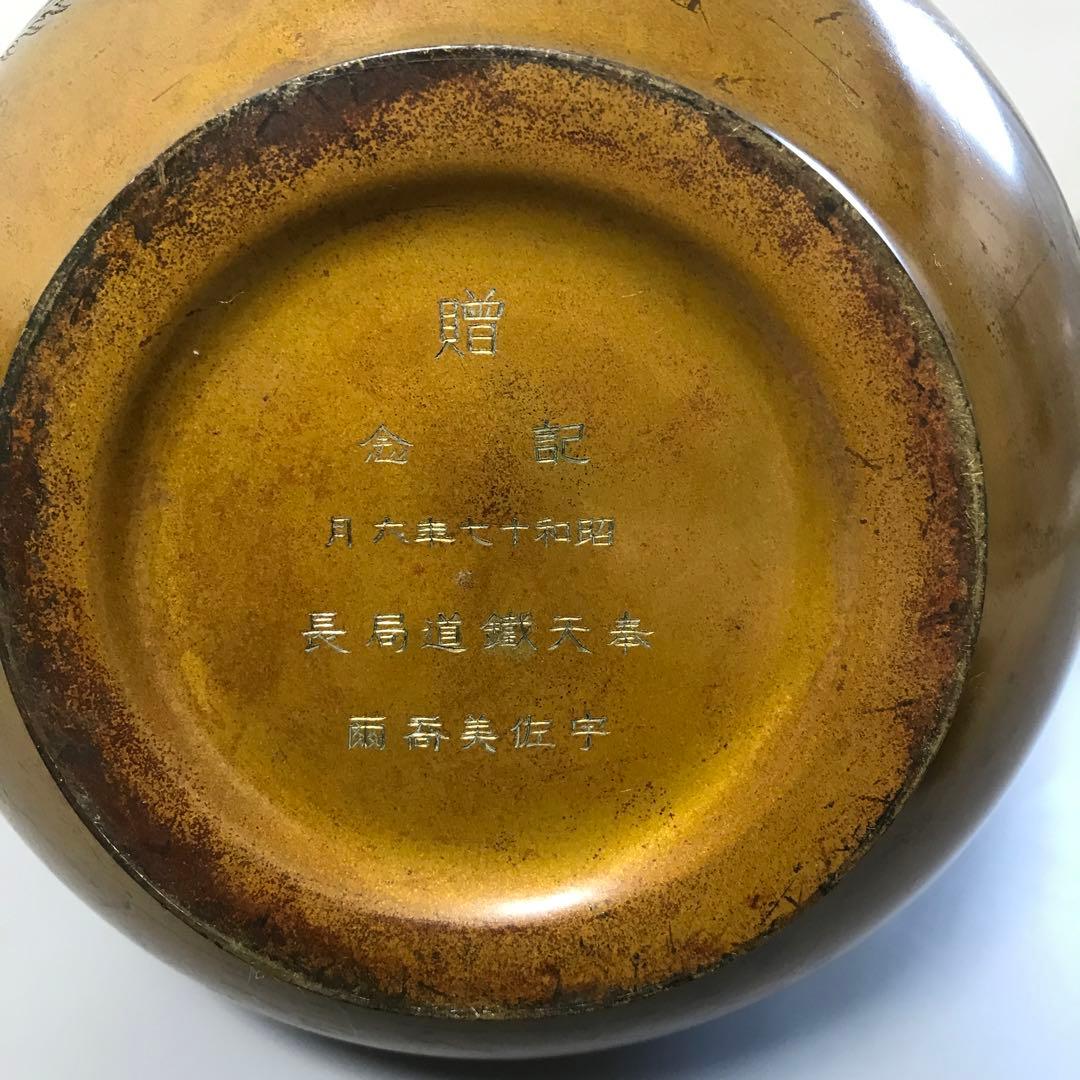 贈
記念
昭和十七年六月
奉天鐵道局長
宇佐美喬爾